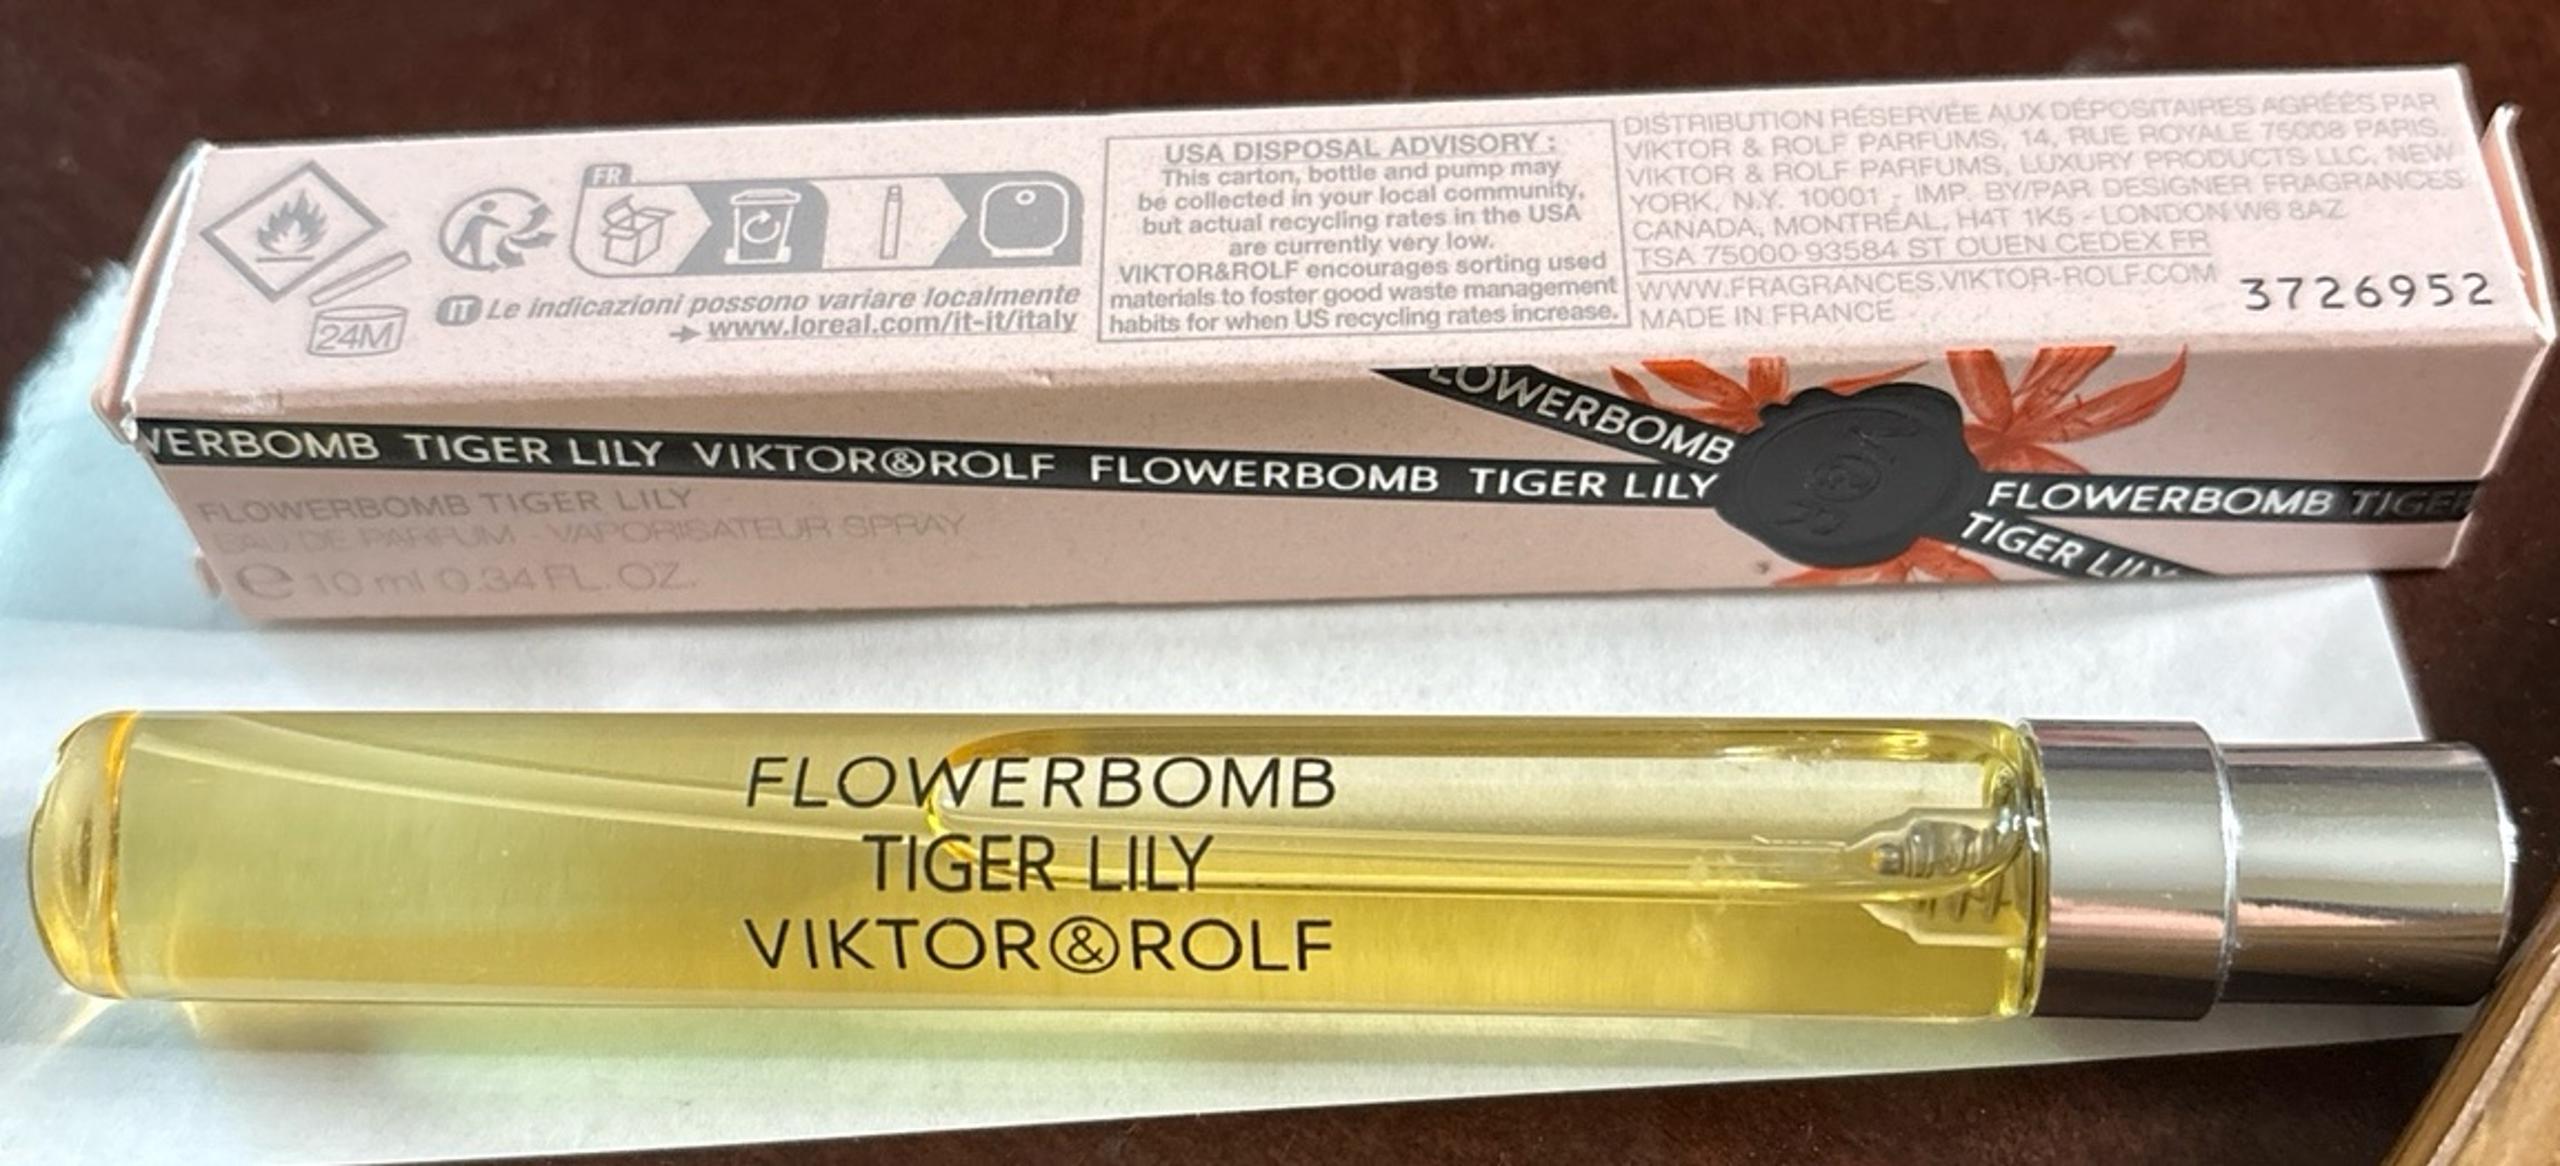 24M
FR
IT Le indicazioni possono variare localmente
www.loreal.com/it-it/italy
USA DISPOSAL ADVISORY :
This carton, bottle and pump may
be collected in your local community,
but actual recycling rates in the USA
are currently very low.
VIKTOR&ROLF encourages sorting used
materials to foster good waste management
habits for when US recycling rates increase.
DISTRIBUTION RÉSERVÉE AUX DÉPOSITAIRES AGRÉÉS PAR
VIKTOR & ROLF PARFUMS, 14, RUE ROYALE 75008 PARIS.
VIKTOR & ROLF PARFUMS, LUXURY PRODUCTS LLC, NEW
YORK, N.Y. 10001 - IMP. BY/PAR DESIGNER FRAGRANCES
CANADA, MONTRÉAL, H4T 1K5 - LONDON W6 8AZ
TSA 75000 93584 ST OUEN CEDEX FR
WWW.FRAGRANCES.VIKTOR-ROLF.COM
MADE IN FRANCE
3726952
LOWERBOMB
WERBOMB TIGER LILY VIKTOR&ROLF FLOWERBOMB TIGER LILY
FLOWERBOMB TIGER
TIGER LILY
FLOWERBOMB TIGER LILY
EAU DE PARFUM - VAPORISATEUR SPRAY
e 10 ml 0.34 FL. OZ.
FLOWERBOMB
TIGER LILY
VIKTOR&ROLF